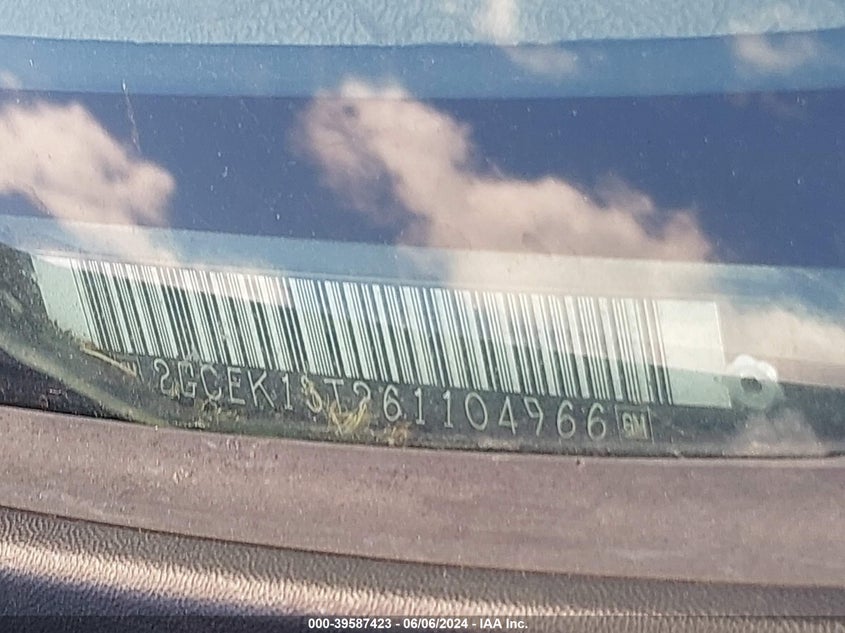 2GCEK13T261104966 GM
000-39587423 - 06/06/2024 - IAA Inc.